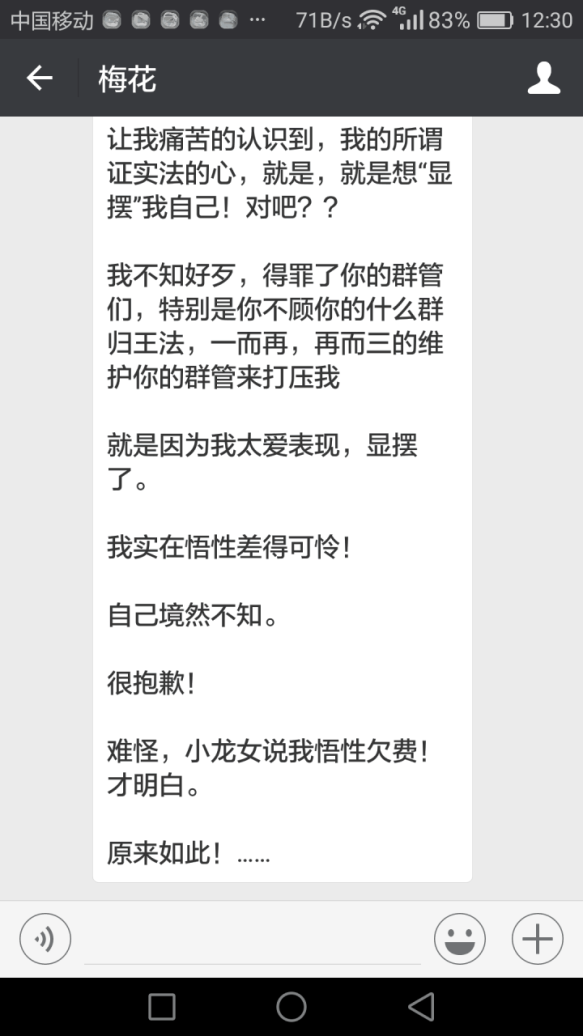 中国移动 71B/s 4G 83% 12:30
梅花
让我痛苦的认识到，我的所谓
证实法的心，就是，就是想“显
摆”我自己！对吧？？
我不知好歹，得罪了你的群管
们，特别是你不顾你的什么群
归王法，一而再，再而三的维
护你的群管来打压我
就是因为我太爱表现，显摆
了。
我实在悟性差得可怜！
自己境然不知。
很抱歉！
难怪，小龙女说我悟性欠费！
才明白。
原来如此！……